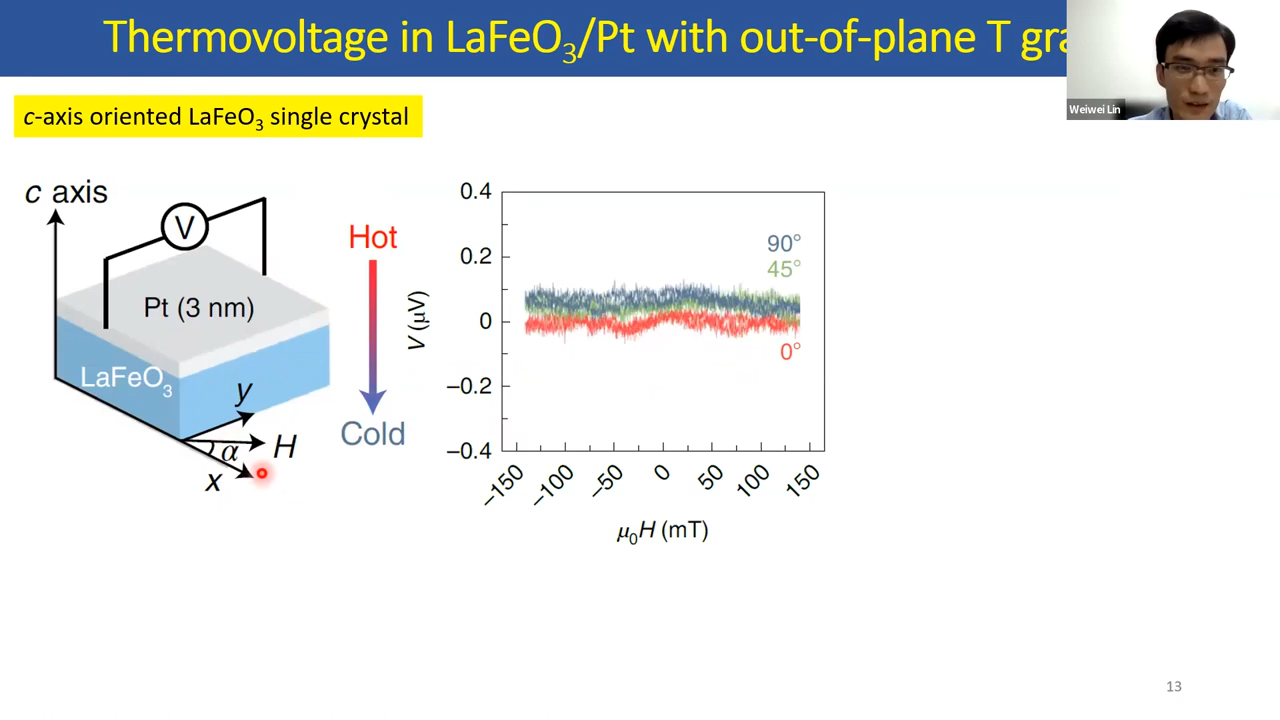 Thermovoltage in LaFeO₃/Pt with out-of-plane T
Weiwei Lin
c-axis oriented LaFeO₃ single crystal
c axis
V
Hot
Pt (3 nm)
LaFeO₃
y
α
H
x
Cold
V (μV)
0.4
0.2
0
−0.2
−0.4
90°
45°
0°
−150
−100
−50
0
50
100
150
μ₀H (mT)
13